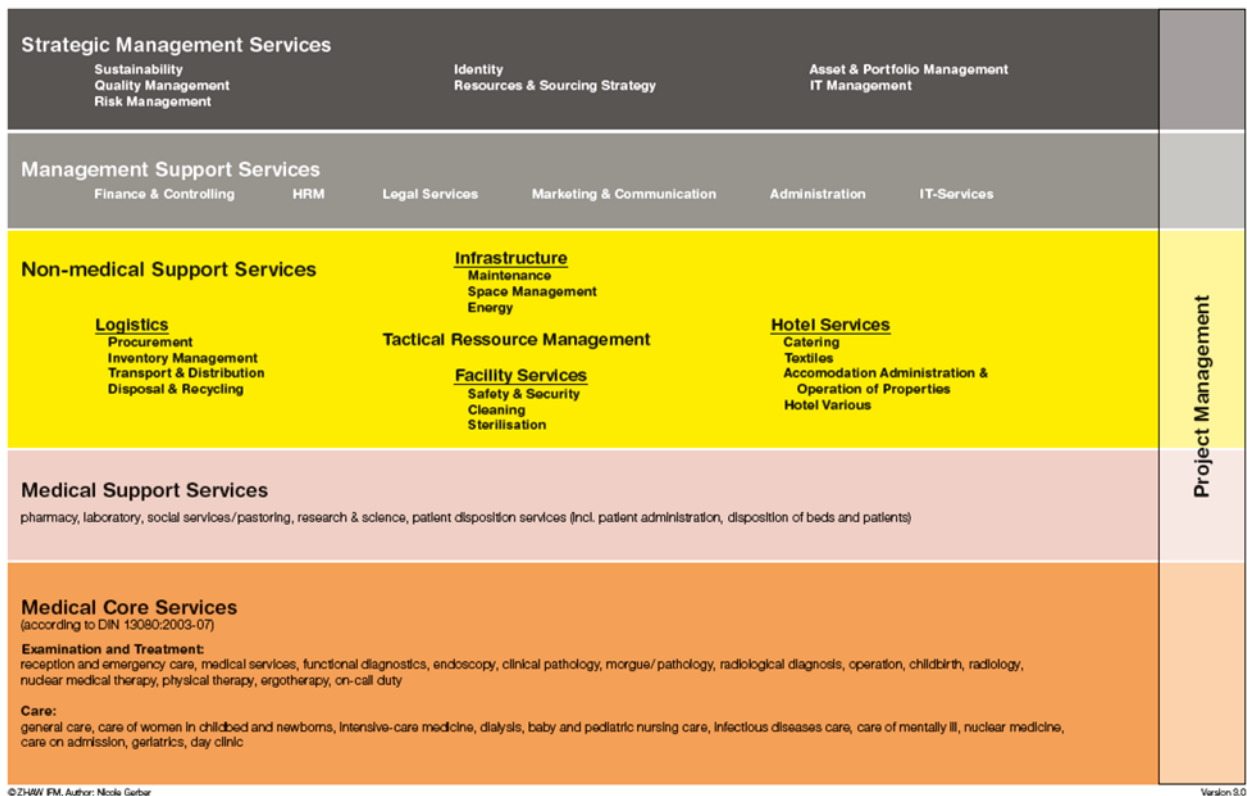 Strategic Management Services
Sustainability
Quality Management
Risk Management
Identity
Resources & Sourcing Strategy
Asset & Portfolio Management
IT Management
Management Support Services
Finance & Controlling
HRM
Legal Services
Marketing & Communication
Administration
IT-Services
Non-medical Support Services
Infrastructure
Maintenance
Space Management
Energy
Logistics
Procurement
Inventory Management
Transport & Distribution
Disposal & Recycling
Tactical Ressource Management
Facility Services
Safety & Security
Cleaning
Sterilisation
Hotel Services
Catering
Textiles
Accomodation Administration &
Operation of Properties
Hotel Various
Medical Support Services
pharmacy, laboratory, social services/pastoring, research & science, patient disposition services (incl. patient administration, disposition of beds and patients)
Medical Core Services
(according to DIN 13080:2003-07)
Examination and Treatment:
reception and emergency care, medical services, functional diagnostics, endoscopy, clinical pathology, morgue/pathology, radiological diagnosis, operation, childbirth, radiology,
nuclear medical therapy, physical therapy, ergotherapy, on-call duty
Care:
general care, care of women in childbed and newborns, intensive-care medicine, dialysis, baby and pediatric nursing care, infectious diseases care, care of mentally ill, nuclear medicine,
care on admission, geriatrics, day clinic
Project Management
© ZHAW IFM, Author: Nicole Gerber
Version 3.0